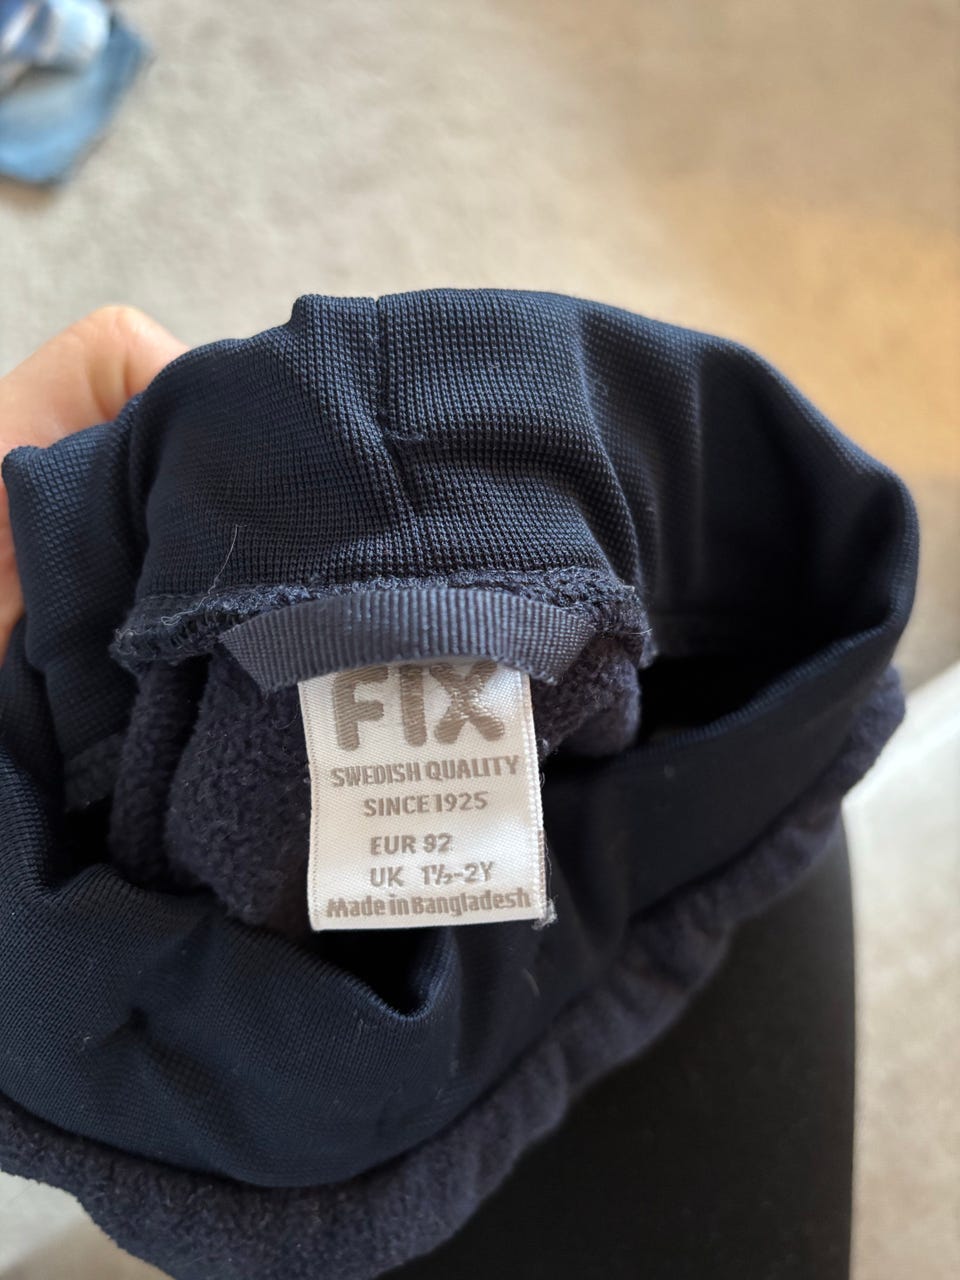 FIX
SWEDISH QUALITY
SINCE 1925
EUR 92
UK 1½-2Y
Made in Bangladesh